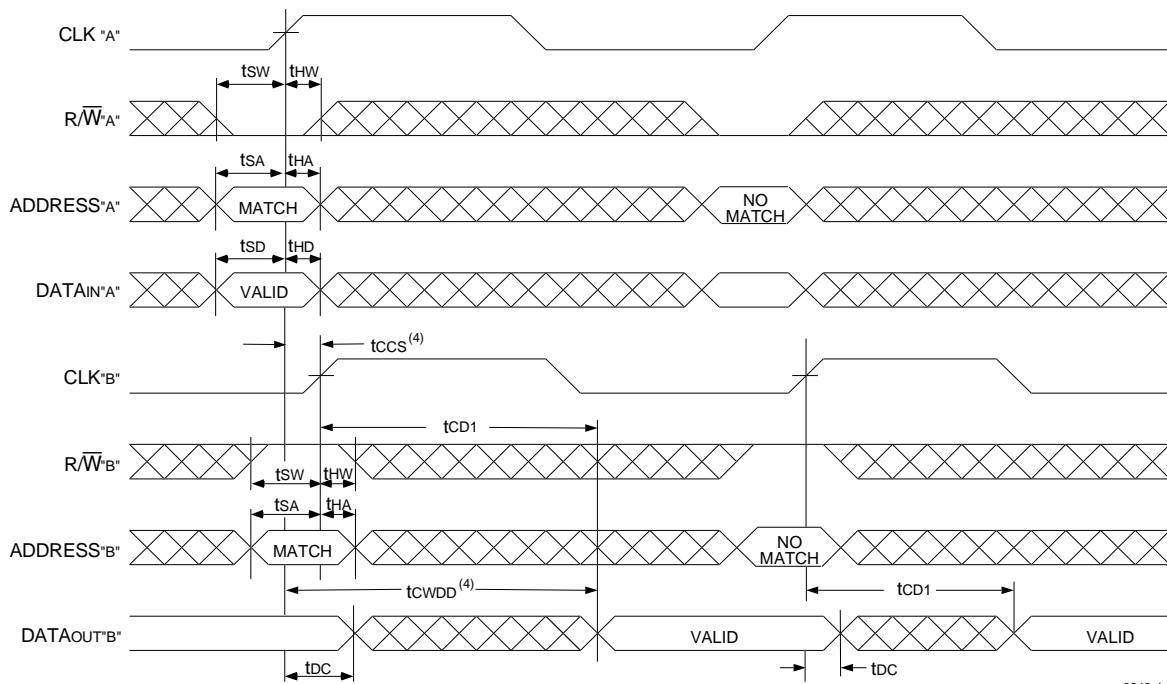 CLK "A"
tSW tHW
R/W̅"A"
tSA tHA
ADDRESS"A" MATCH NO MATCH
tSD tHD
DATAIN"A" VALID
tCCS(4)
CLK"B"
tCD1
R/W̅"B"
tSW tHW
tSA tHA
ADDRESS"B" MATCH NO MATCH
tCWDD(4) tCD1
DATAOUT"B" VALID VALID
tDC tDC